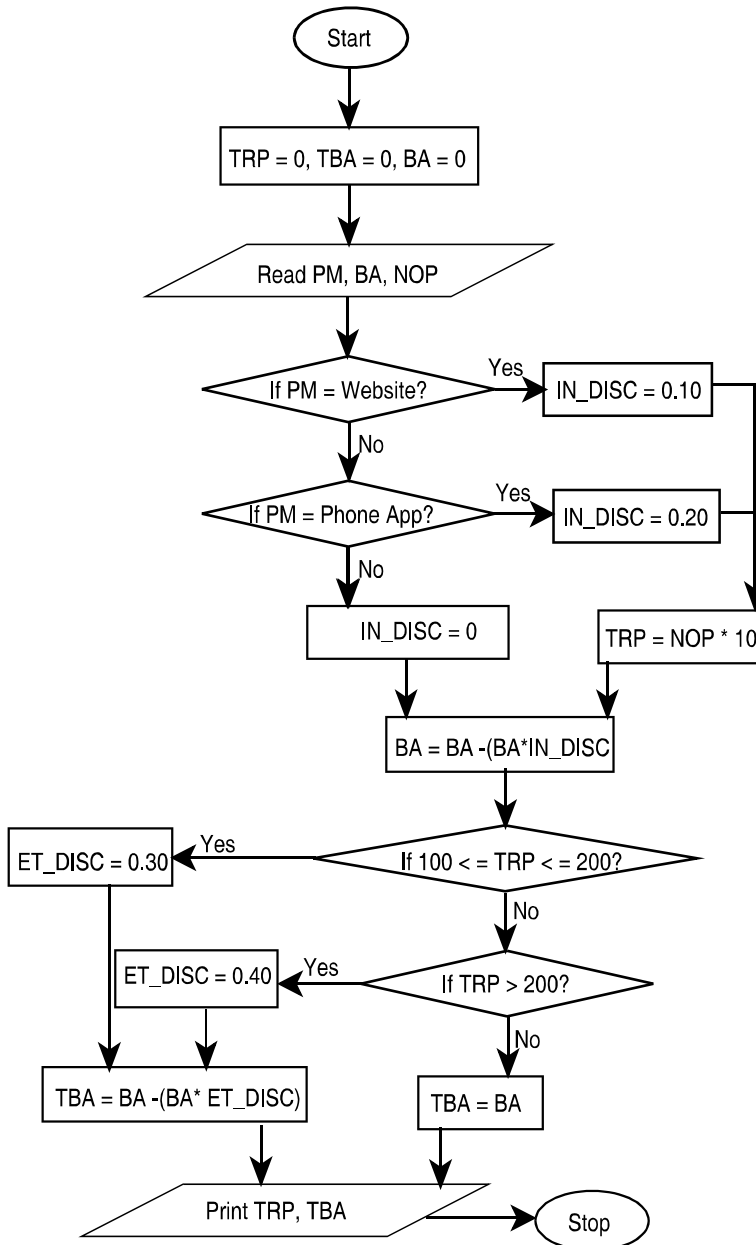 Start
TRP = 0, TBA = 0, BA = 0
Read PM, BA, NOP
If PM = Website?
Yes
IN_DISC = 0.10
No
If PM = Phone App?
Yes
IN_DISC = 0.20
No
IN_DISC = 0
TRP = NOP * 10
BA = BA -(BA*IN_DISC
If 100 < = TRP < = 200?
Yes
ET_DISC = 0.30
No
If TRP > 200?
Yes
ET_DISC = 0.40
No
TBA = BA -(BA* ET_DISC)
TBA = BA
Print TRP, TBA
Stop